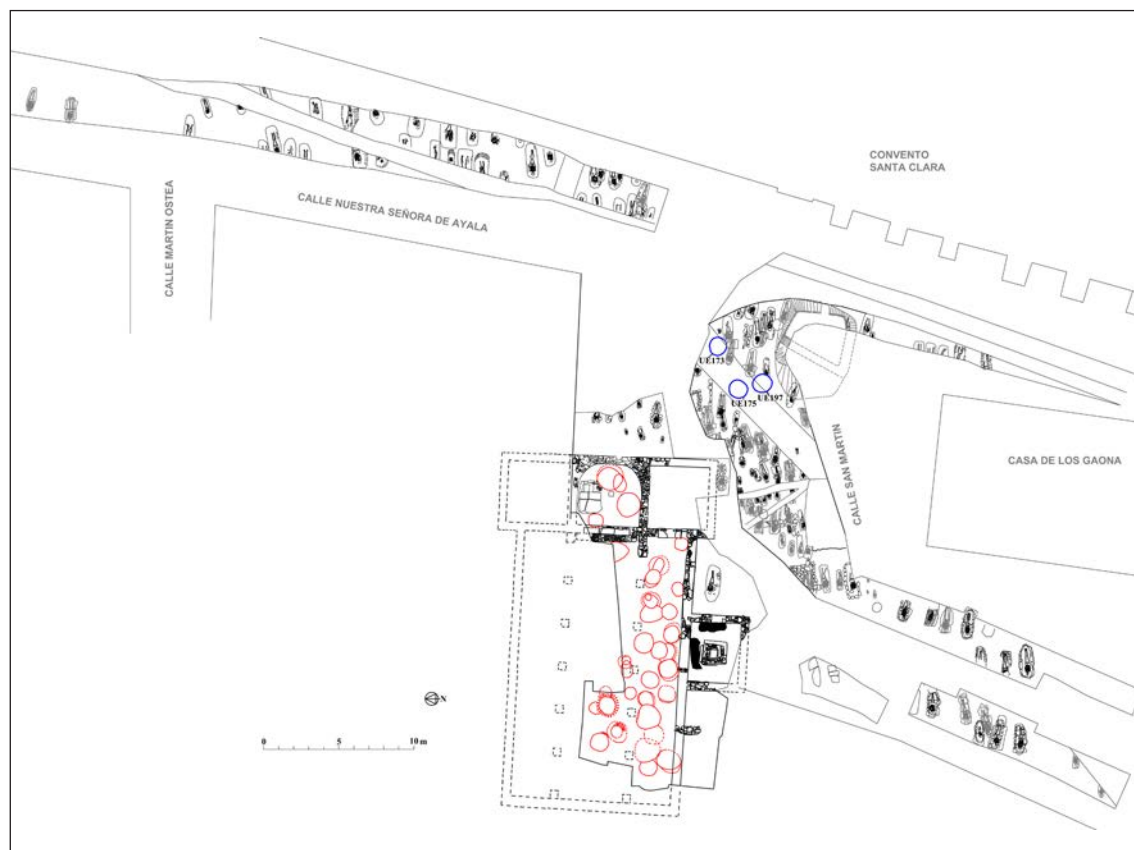 CONVENTO
SANTA CLARA
CALLE NUESTRA SEÑORA DE AYALA
CALLE MARTIN OSTEA
UE173
UE175
UE197
CALLE SAN MARTIN
CASA DE LOS GAONA
N
0 5 10 m